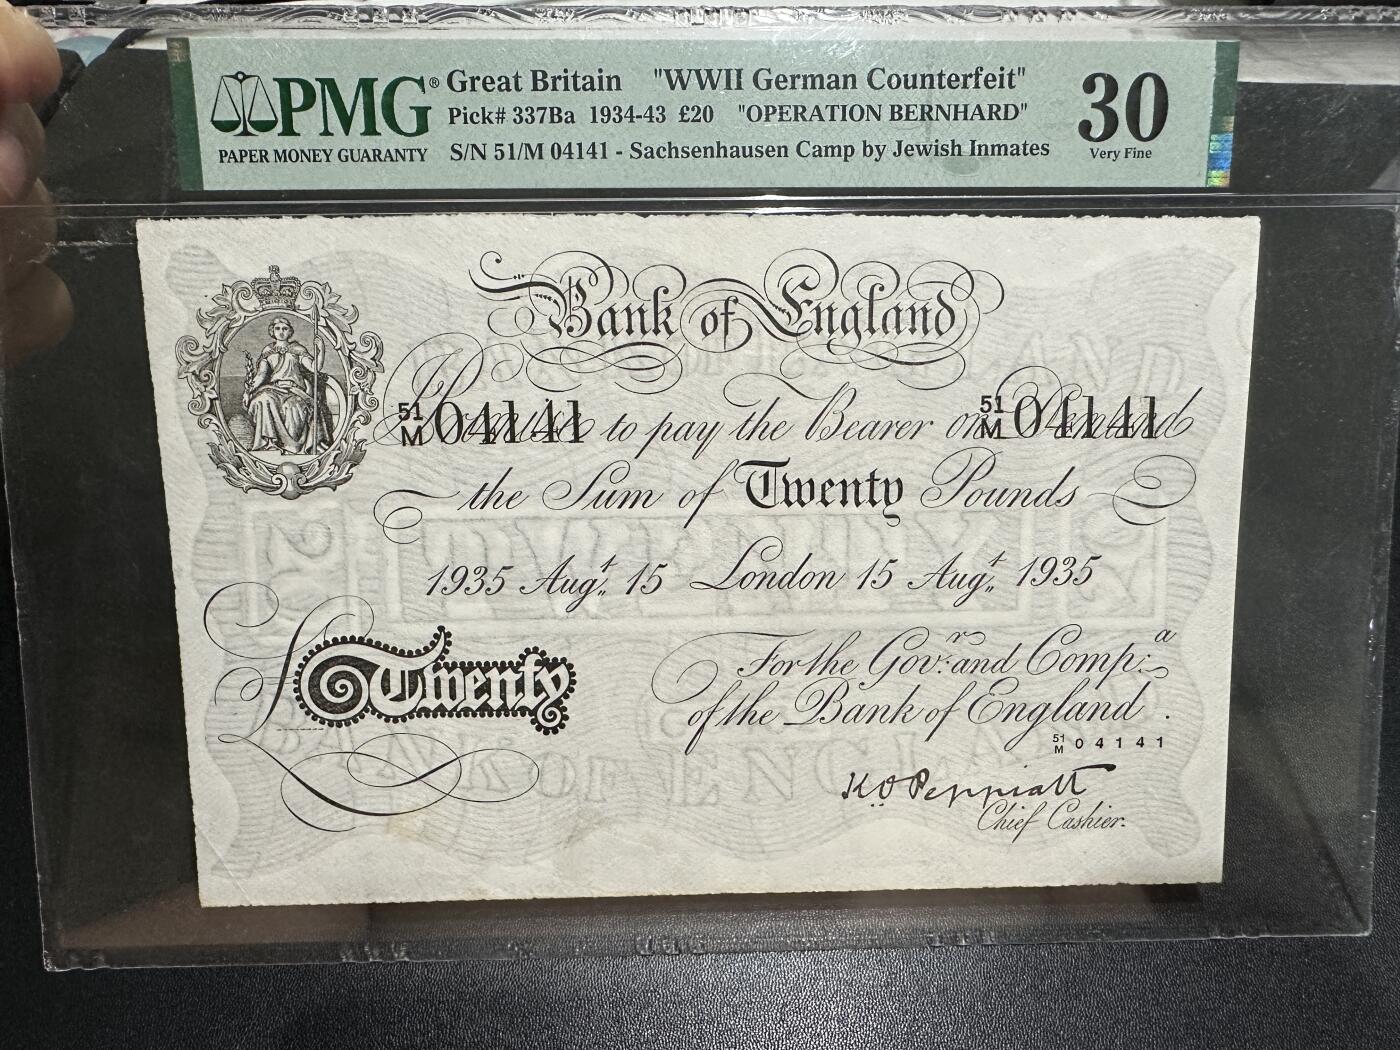 PMG®
PAPER MONEY GUARANTY
Great Britain "WWII German Counterfeit"
Pick# 337Ba 1934-43 £20 "OPERATION BERNHARD"
S/N 51/M 04141 - Sachsenhausen Camp by Jewish Inmates
30
Very Fine
Bank of England
51/M 04141 to pay the Bearer on Demand 51/M 04141
the Sum of Twenty Pounds
1935 Augt. 15 London 15 Augt. 1935
£ Twenty
For the Govr. and Compa.
of the Bank of England.
51/M 04141
K.O. Peppiatt
Chief Cashier.
BANK OF ENGLAND